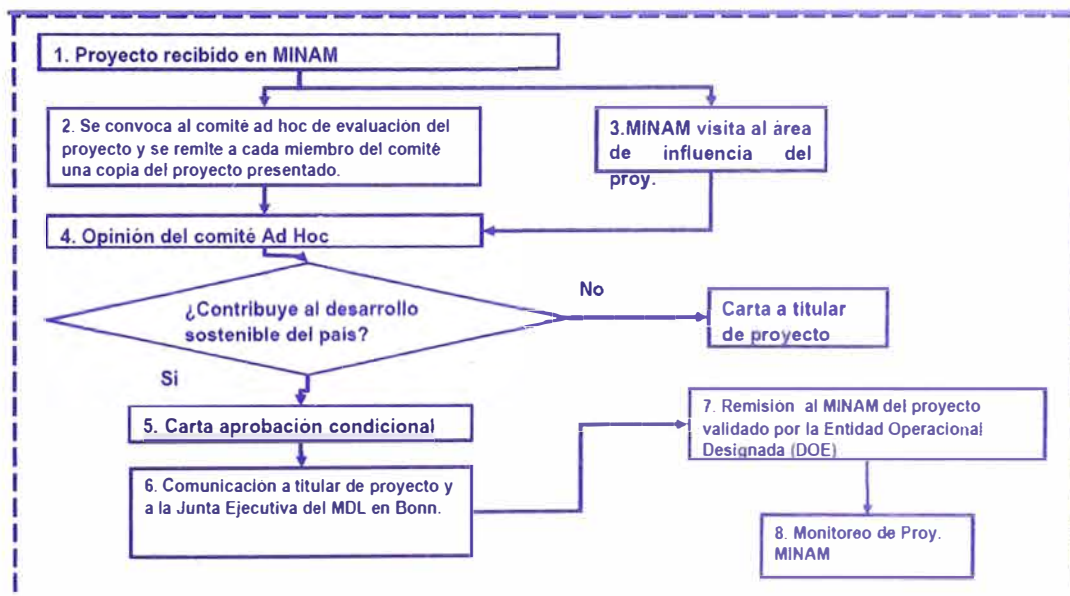 1. Proyecto recibido en MINAM
2. Se convoca al comité ad hoc de evaluación del
proyecto y se remite a cada miembro del comité
una copia del proyecto presentado.
3.MINAM visita al área
de influencia del
proy.
4. Opinión del comité Ad Hoc
¿Contribuye al desarrollo
sostenible del país?
No
Carta a titular
de proyecto
Si
5. Carta aprobación condicional
6. Comunicación a titular de proyecto y
a la Junta Ejecutiva del MDL en Bonn.
7. Remisión al MINAM del proyecto
validado por la Entidad Operacional
Designada (DOE)
8. Monitoreo de Proy.
MINAM